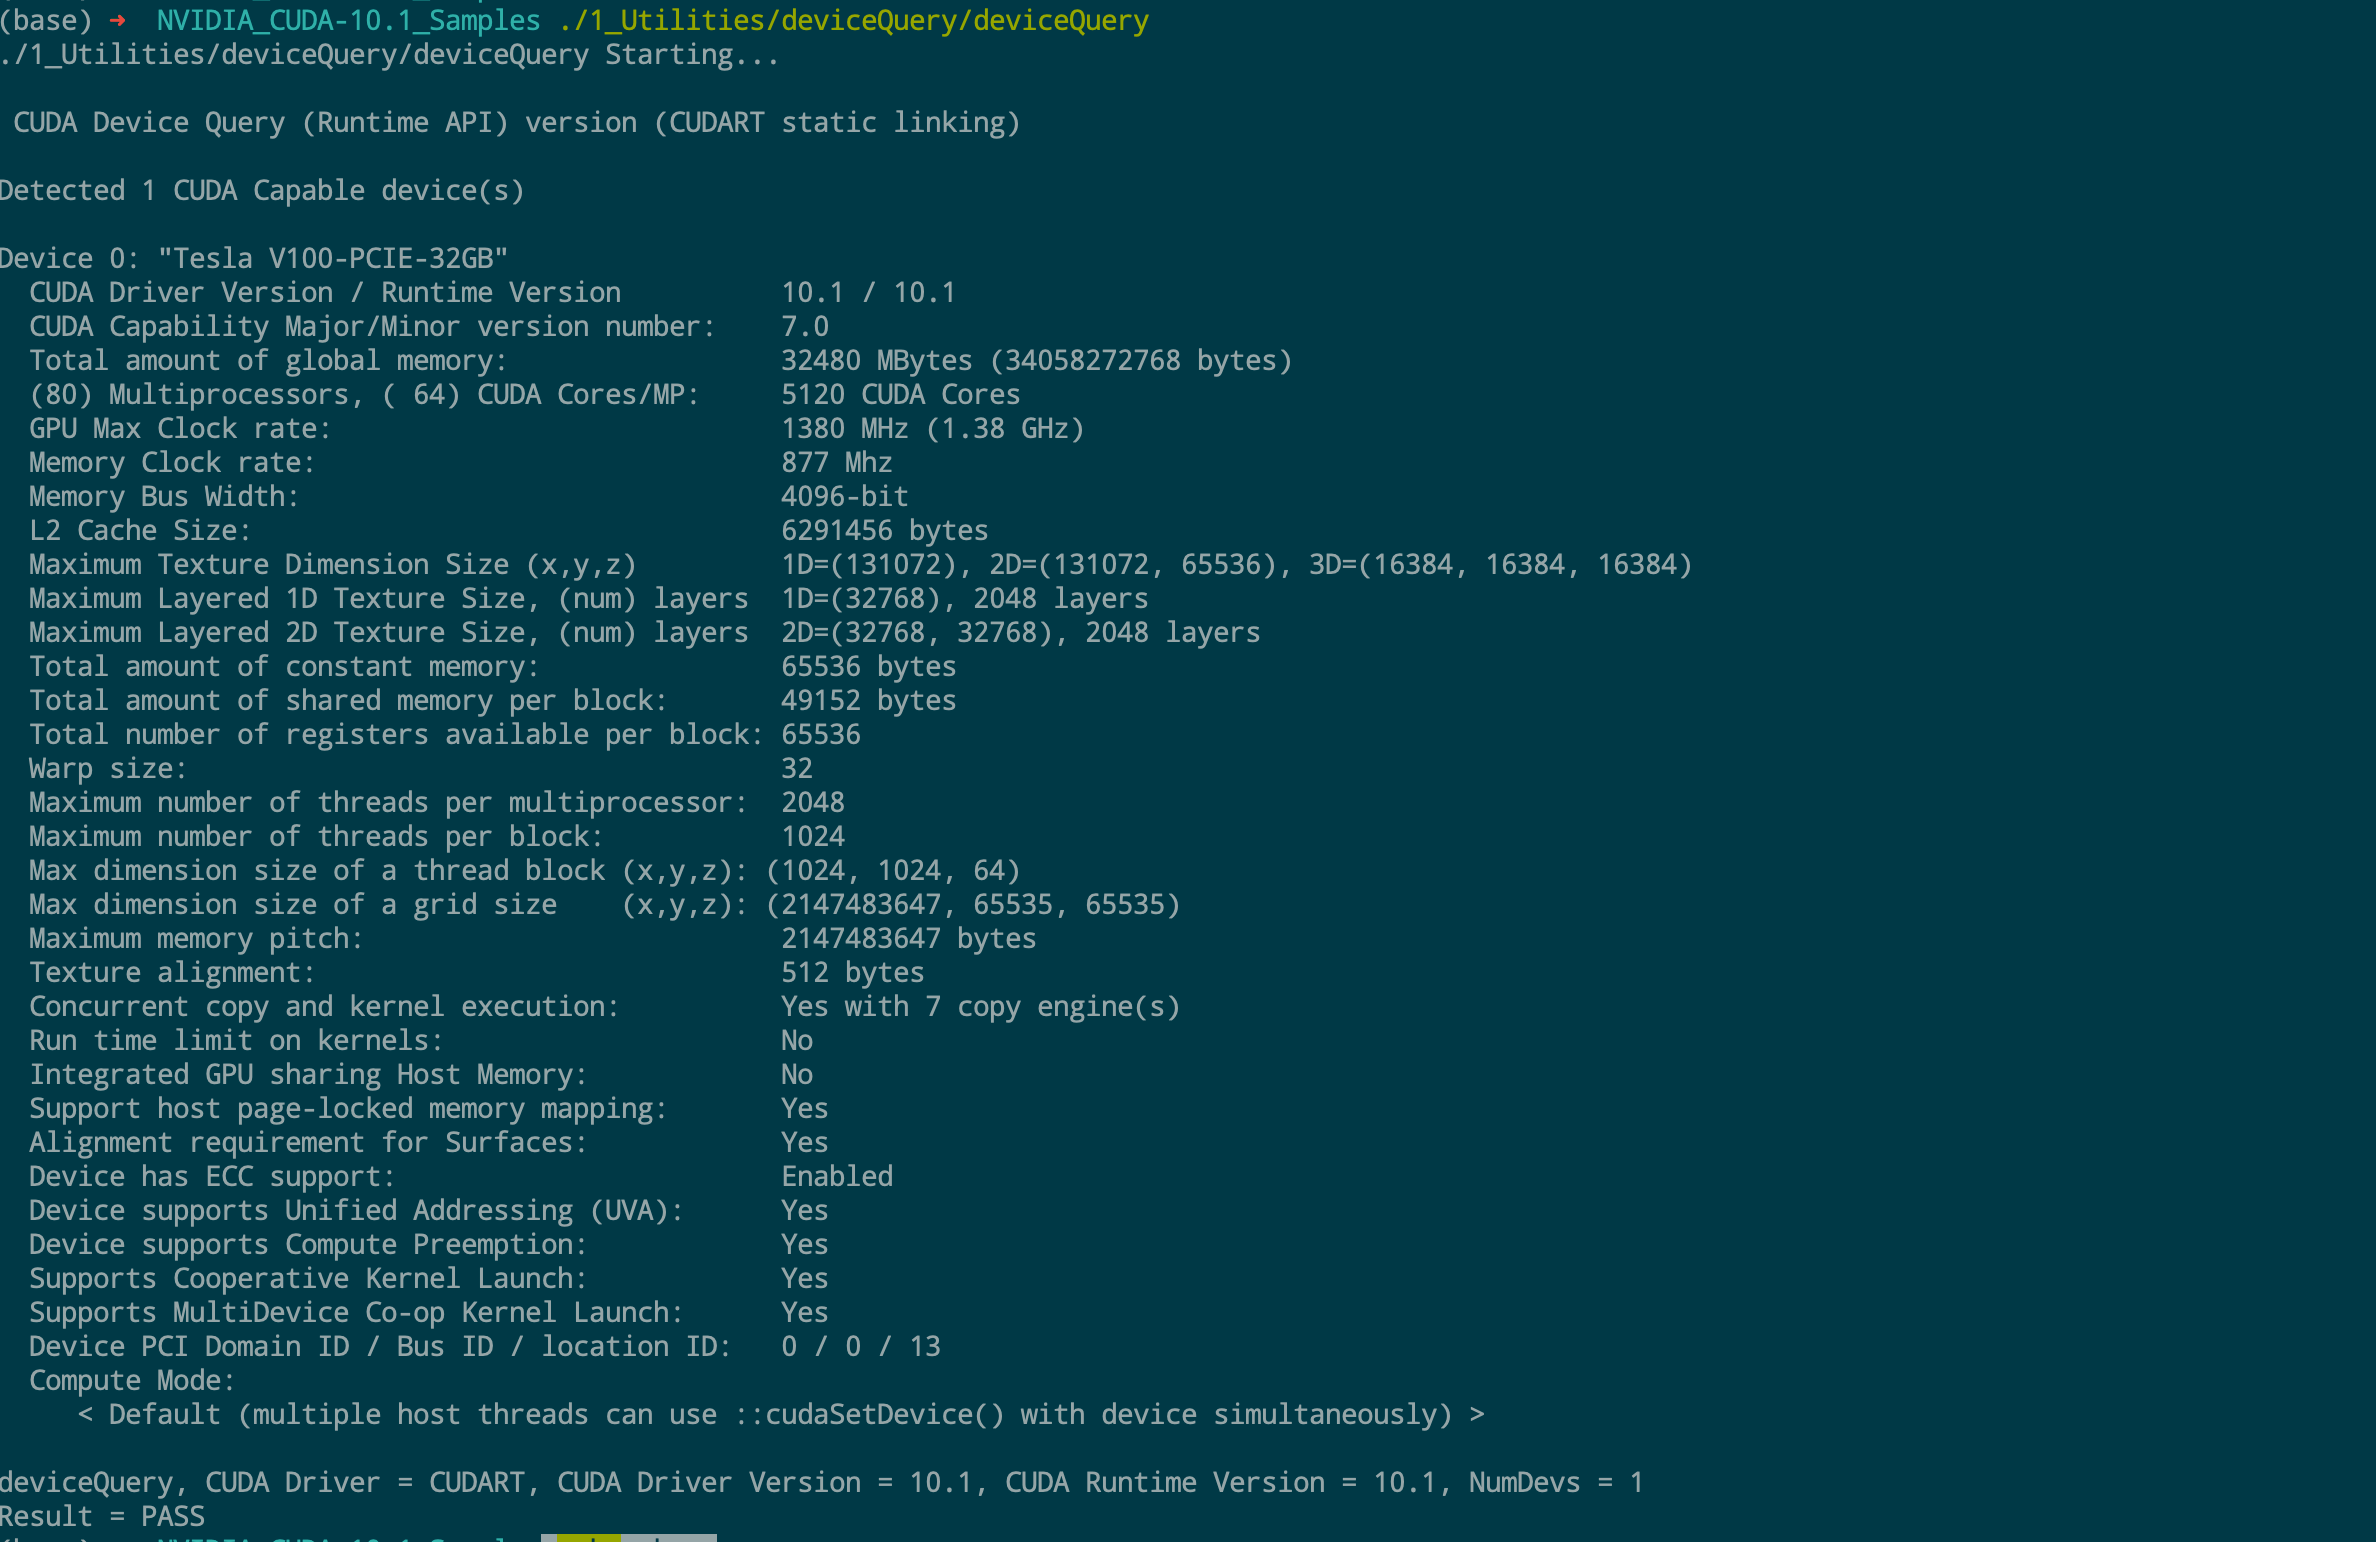 (base) ➜  NVIDIA_CUDA-10.1_Samples ./1_Utilities/deviceQuery/deviceQuery
./1_Utilities/deviceQuery/deviceQuery Starting...

 CUDA Device Query (Runtime API) version (CUDART static linking)

Detected 1 CUDA Capable device(s)

Device 0: "Tesla V100-PCIE-32GB"
  CUDA Driver Version / Runtime Version          10.1 / 10.1
  CUDA Capability Major/Minor version number:    7.0
  Total amount of global memory:                 32480 MBytes (34058272768 bytes)
  (80) Multiprocessors, ( 64) CUDA Cores/MP:     5120 CUDA Cores
  GPU Max Clock rate:                            1380 MHz (1.38 GHz)
  Memory Clock rate:                             877 Mhz
  Memory Bus Width:                              4096-bit
  L2 Cache Size:                                 6291456 bytes
  Maximum Texture Dimension Size (x,y,z)         1D=(131072), 2D=(131072, 65536), 3D=(16384, 16384, 16384)
  Maximum Layered 1D Texture Size, (num) layers  1D=(32768), 2048 layers
  Maximum Layered 2D Texture Size, (num) layers  2D=(32768, 32768), 2048 layers
  Total amount of constant memory:               65536 bytes
  Total amount of shared memory per block:       49152 bytes
  Total number of registers available per block: 65536
  Warp size:                                     32
  Maximum number of threads per multiprocessor:  2048
  Maximum number of threads per block:           1024
  Max dimension size of a thread block (x,y,z): (1024, 1024, 64)
  Max dimension size of a grid size    (x,y,z): (2147483647, 65535, 65535)
  Maximum memory pitch:                          2147483647 bytes
  Texture alignment:                             512 bytes
  Concurrent copy and kernel execution:          Yes with 7 copy engine(s)
  Run time limit on kernels:                     No
  Integrated GPU sharing Host Memory:            No
  Support host page-locked memory mapping:       Yes
  Alignment requirement for Surfaces:            Yes
  Device has ECC support:                        Enabled
  Device supports Unified Addressing (UVA):      Yes
  Device supports Compute Preemption:            Yes
  Supports Cooperative Kernel Launch:            Yes
  Supports MultiDevice Co-op Kernel Launch:      Yes
  Device PCI Domain ID / Bus ID / location ID:   0 / 0 / 13
  Compute Mode:
     < Default (multiple host threads can use ::cudaSetDevice() with device simultaneously) >

deviceQuery, CUDA Driver = CUDART, CUDA Driver Version = 10.1, CUDA Runtime Version = 10.1, NumDevs = 1
Result = PASS